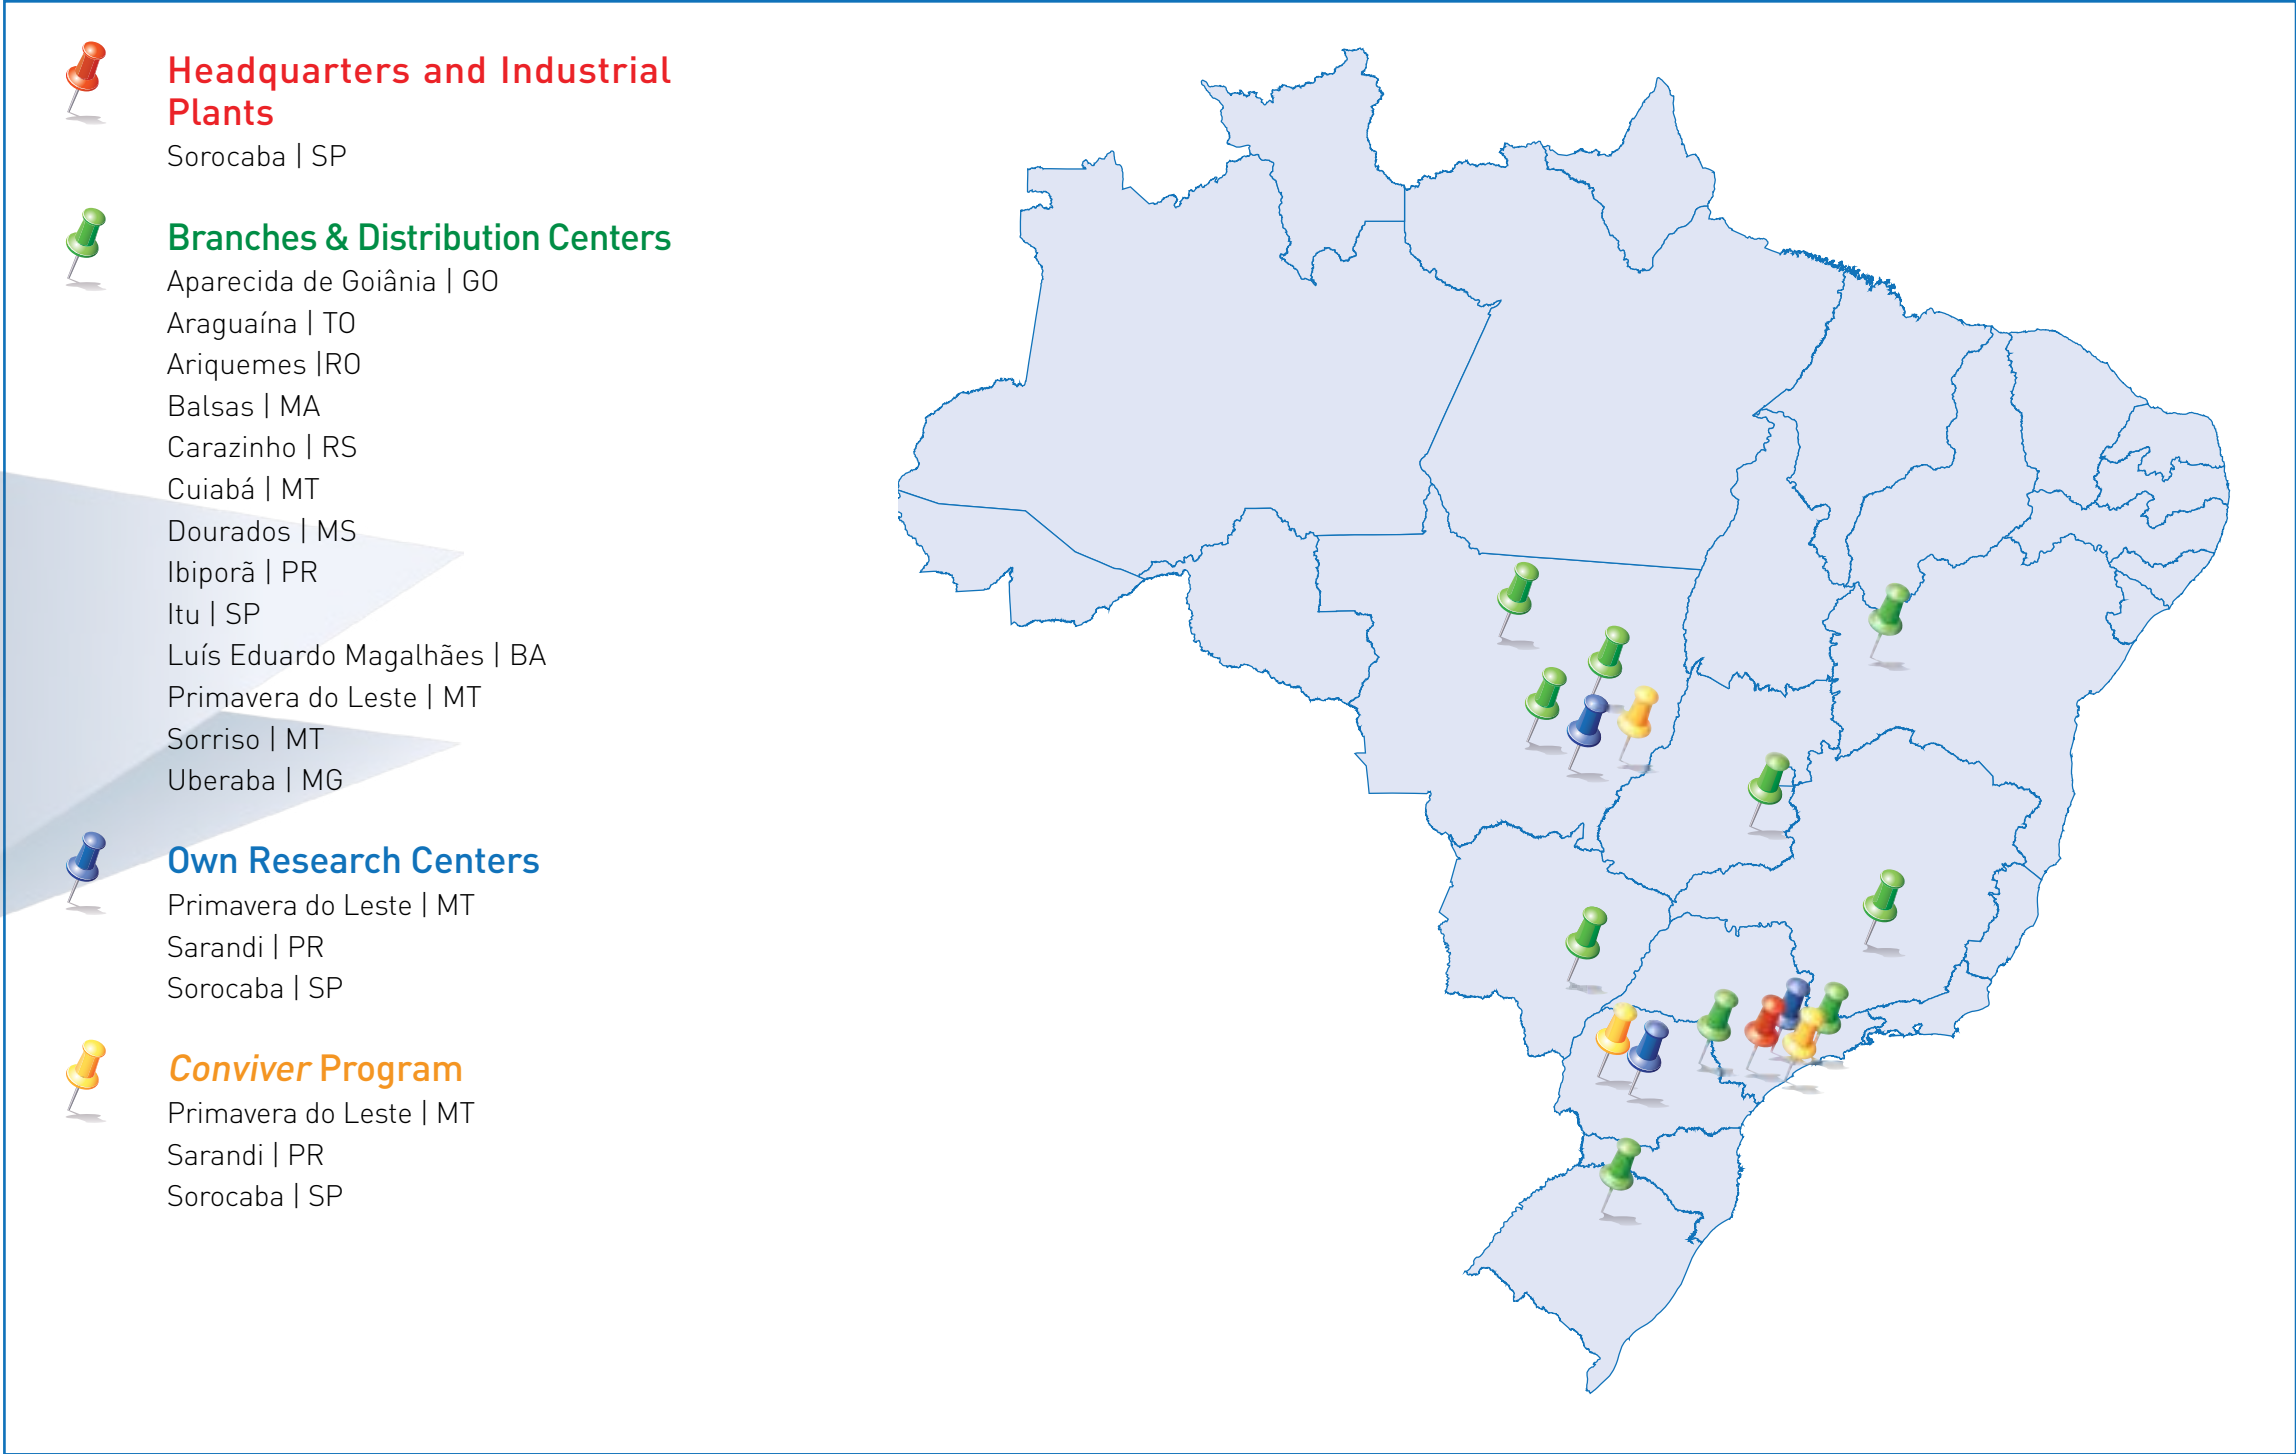 Headquarters and Industrial
Plants
Sorocaba | SP
Branches & Distribution Centers
Aparecida de Goiânia | GO
Araguaína | TO
Ariquemes |RO
Balsas | MA
Carazinho | RS
Cuiabá | MT
Dourados | MS
Ibiporã | PR
Itu | SP
Luís Eduardo Magalhães | BA
Primavera do Leste | MT
Sorriso | MT
Uberaba | MG
Own Research Centers
Primavera do Leste | MT
Sarandi | PR
Sorocaba | SP
Conviver Program
Primavera do Leste | MT
Sarandi | PR
Sorocaba | SP